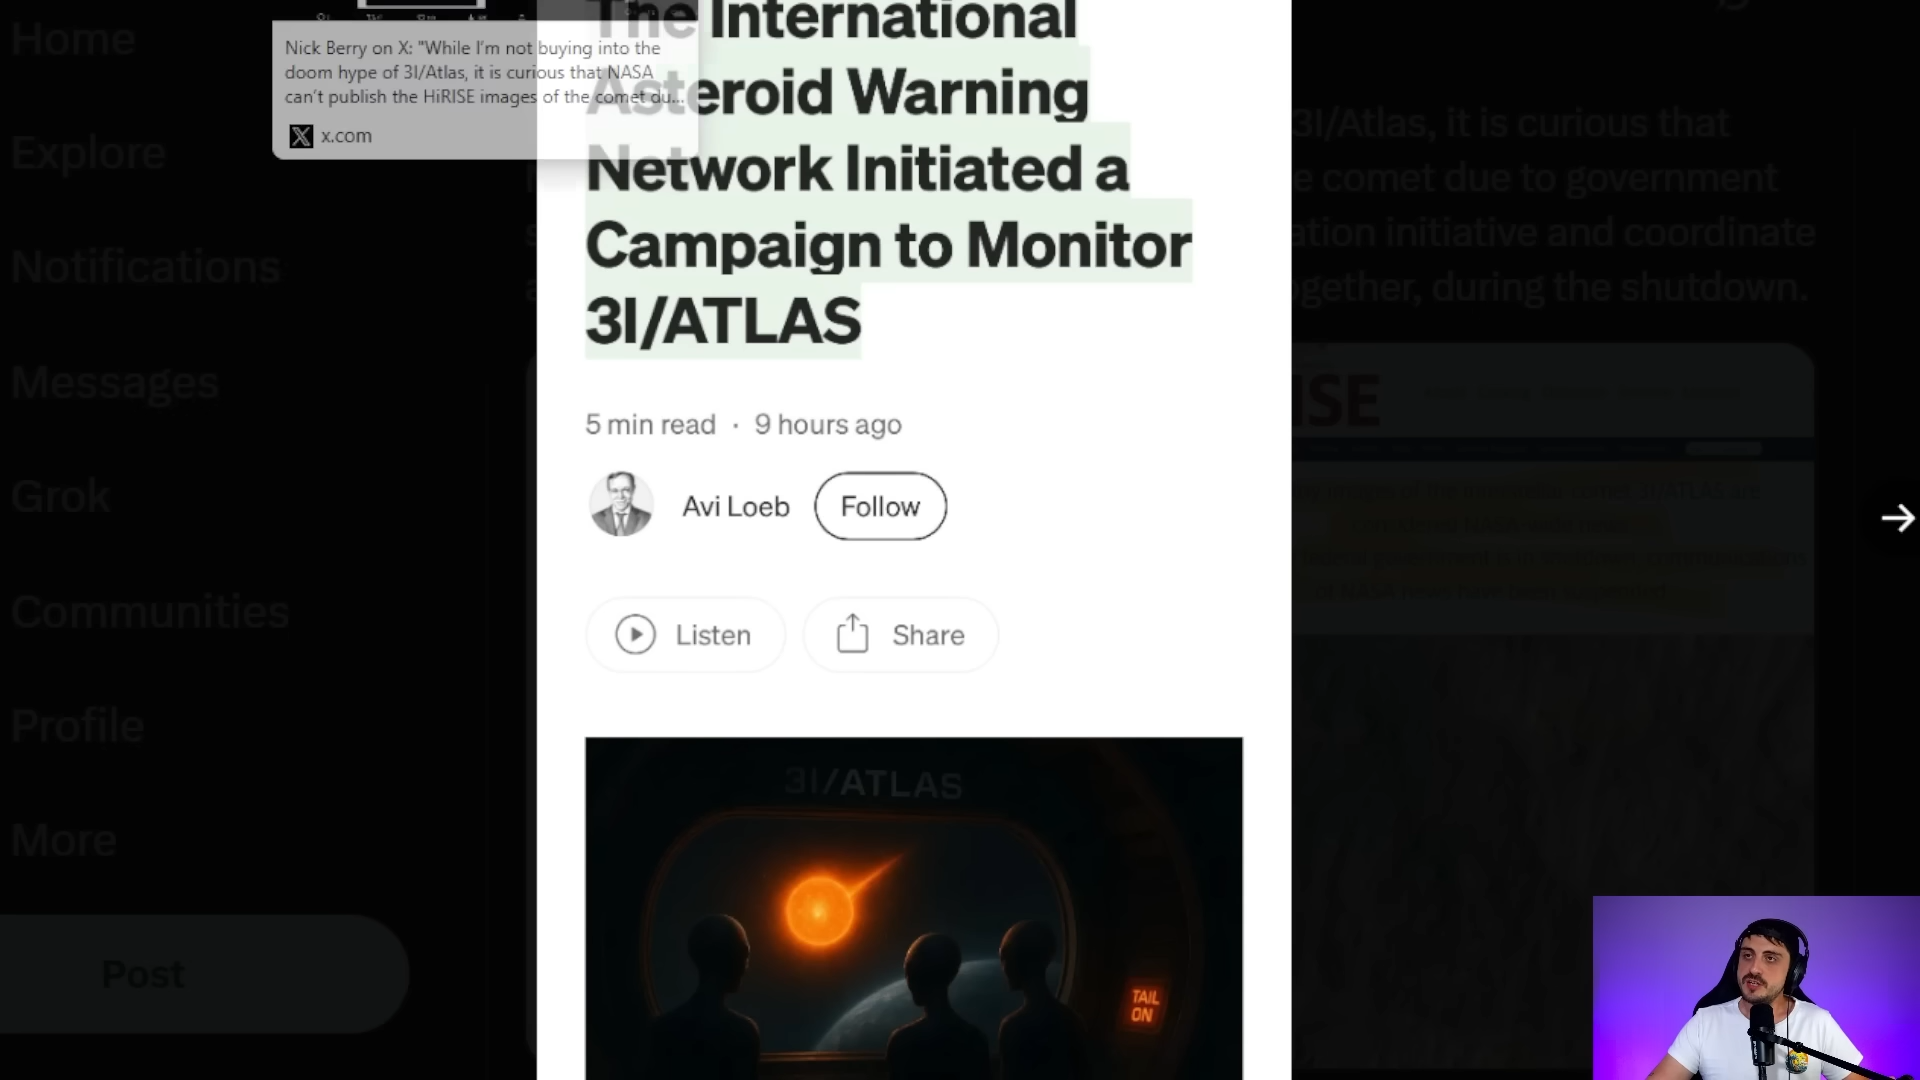 Home
Explore
Notifications
Messages
Grok
Communities
Profile
More
Post
Nick Berry on X: "While I'm not buying into the
doom hype of 3I/Atlas, it is curious that NASA
can't publish the HiRISE images of the comet du...
x.com
The International
Asteroid Warning
Network Initiated a
Campaign to Monitor
3I/ATLAS
5 min read · 9 hours ago
Avi Loeb
Follow
Listen
Share
3I/ATLAS
TAIL
ON
3I/Atlas, it is curious that
e comet due to government
ation initiative and coordinate
gether, during the shutdown.
ISE